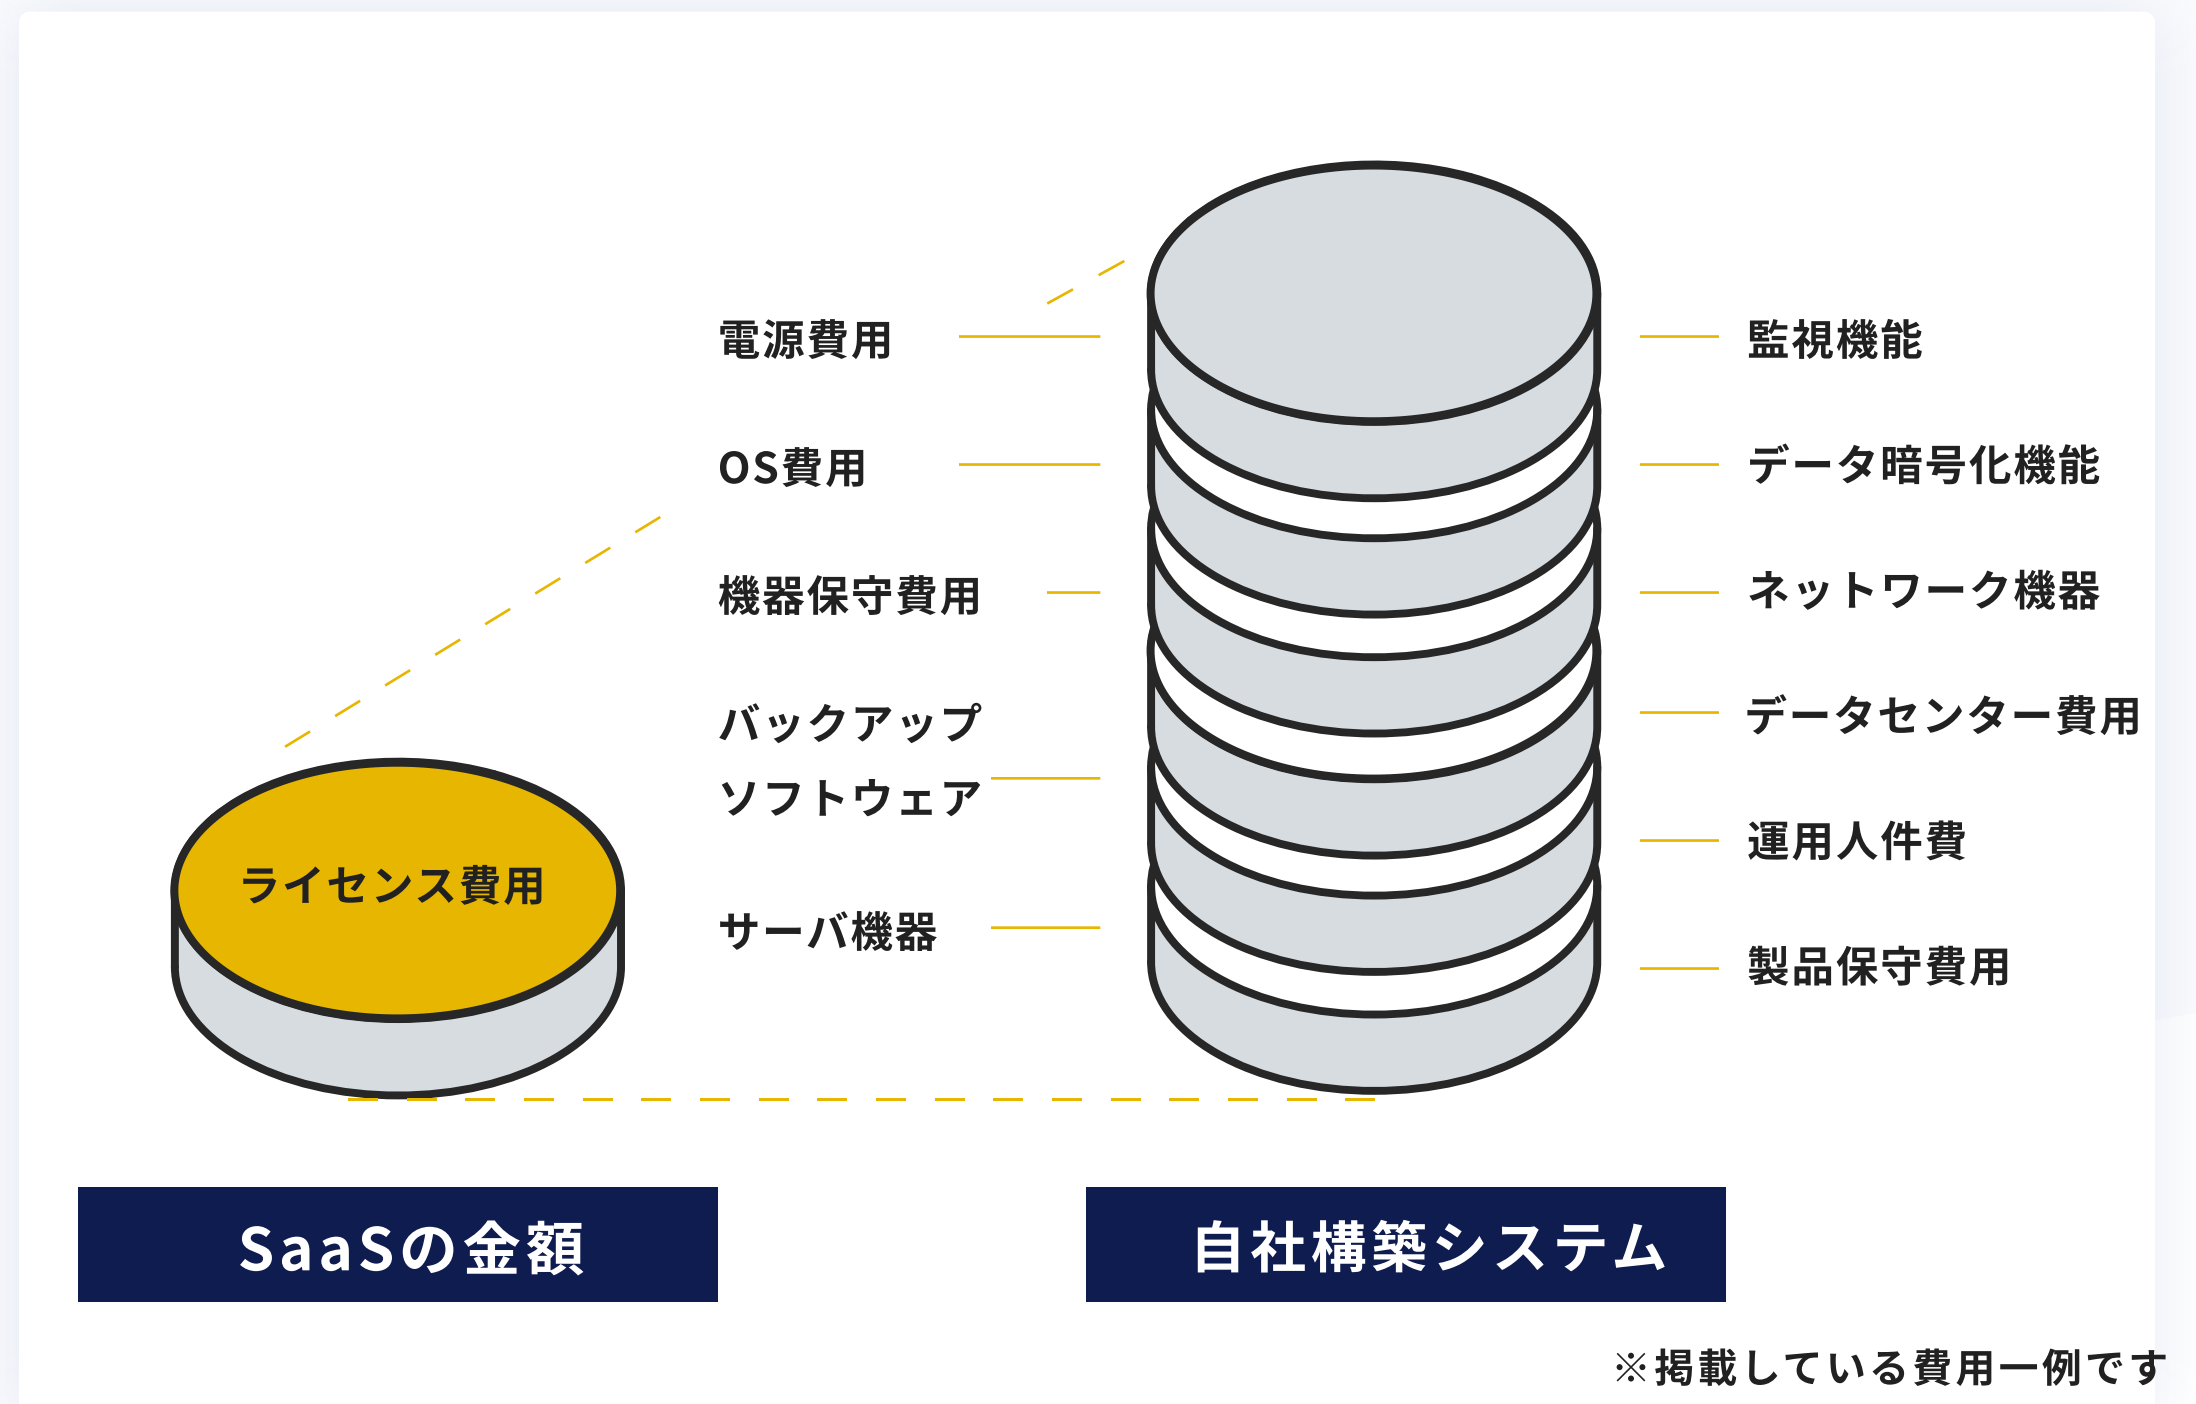 電源費用
OS費用
機器保守費用
バックアップ
ソフトウェア
サーバ機器
監視機能
データ暗号化機能
ネットワーク機器
データセンター費用
運用人件費
製品保守費用
ライセンス費用
SaaSの金額
自社構築システム
※掲載している費用一例です